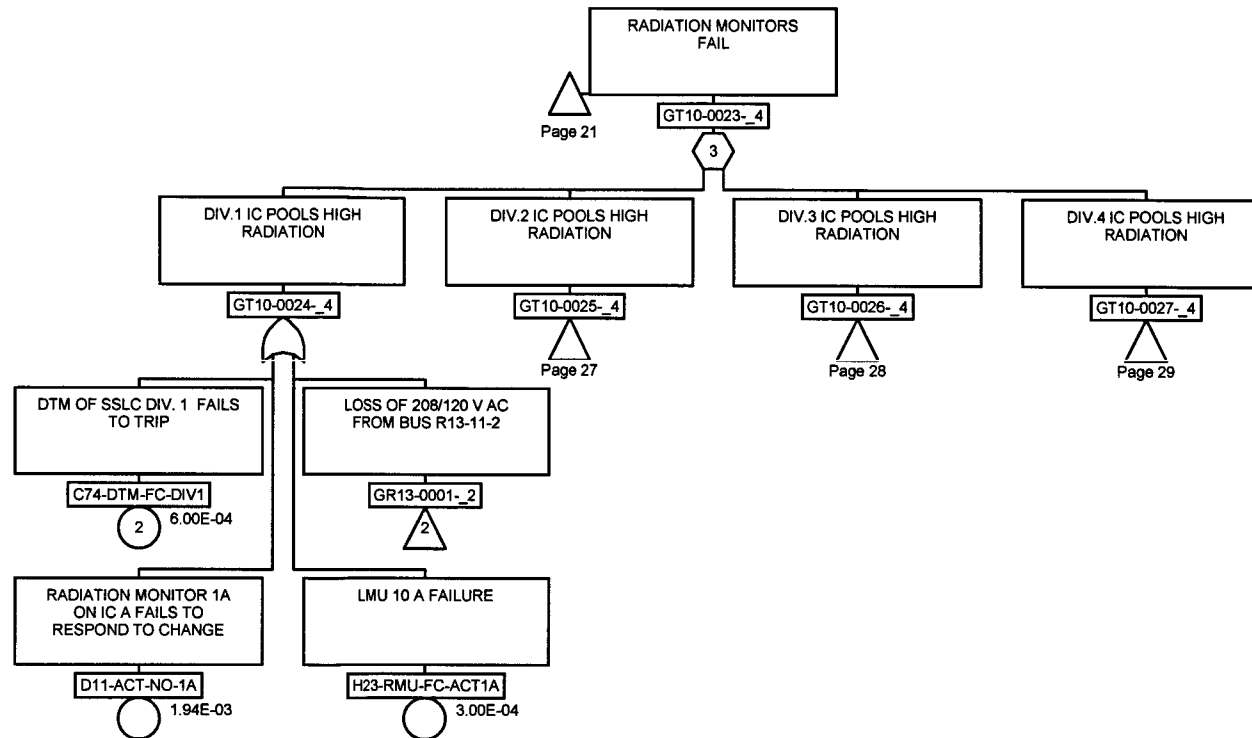 RADIATION MONITORS
FAIL
Page 21
GT10-0023-_4
3
DIV.1 IC POOLS HIGH
RADIATION
GT10-0024-_4
DIV.2 IC POOLS HIGH
RADIATION
GT10-0025-_4
Page 27
DIV.3 IC POOLS HIGH
RADIATION
GT10-0026-_4
Page 28
DIV.4 IC POOLS HIGH
RADIATION
GT10-0027-_4
Page 29
DTM OF SSLC DIV. 1 FAILS
TO TRIP
C74-DTM-FC-DIV1
2
6.00E-04
LOSS OF 208/120 V AC
FROM BUS R13-11-2
GR13-0001-_2
2
RADIATION MONITOR 1A
ON IC A FAILS TO
RESPOND TO CHANGE
D11-ACT-NO-1A
1.94E-03
LMU 10 A FAILURE
H23-RMU-FC-ACT1A
3.00E-04